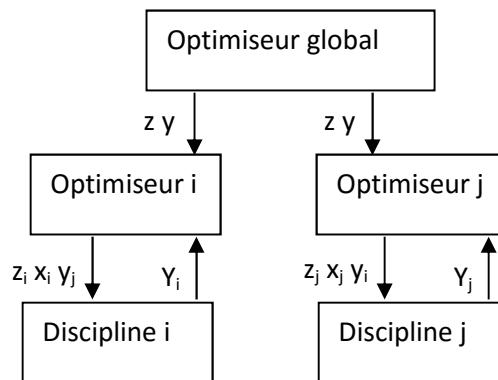 Optimiseur global
z y
z y
Optimiseur i
Optimiseur j
zᵢ xᵢ yⱼ
Yᵢ
zⱼ xⱼ yᵢ
Yⱼ
Discipline i
Discipline j